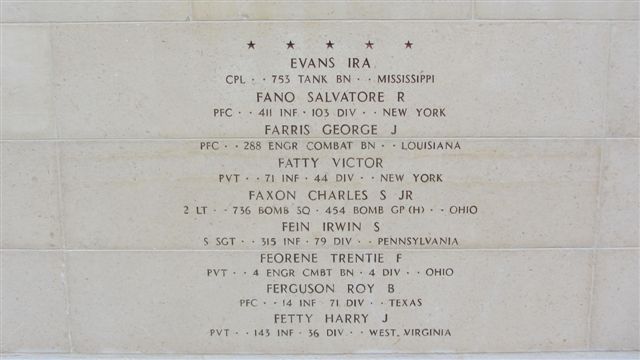 EVANS IRA
CPL · · 753 TANK BN · · MISSISSIPPI
FANO SALVATORE R
PFC · · 411 INF · 103 DIV · · NEW YORK
FARRIS GEORGE J
PFC · · 288 ENGR COMBAT BN · · LOUISIANA
FATTY VICTOR
PVT · · 71 INF · 44 DIV · · NEW YORK
FAXON CHARLES S JR
2 LT · · 736 BOMB SQ · 454 BOMB GP (H) · · OHIO
FEIN IRWIN S
S SGT · · 315 INF · 79 DIV · · PENNSYLVANIA
FEORENE TRENTIE F
PVT · · 4 ENGR CMBT BN · 4 DIV · · OHIO
FERGUSON ROY B
PFC · · 14 INF · 71 DIV · · TEXAS
FETTY HARRY J
PVT · · 143 INF · 36 DIV · · WEST VIRGINIA